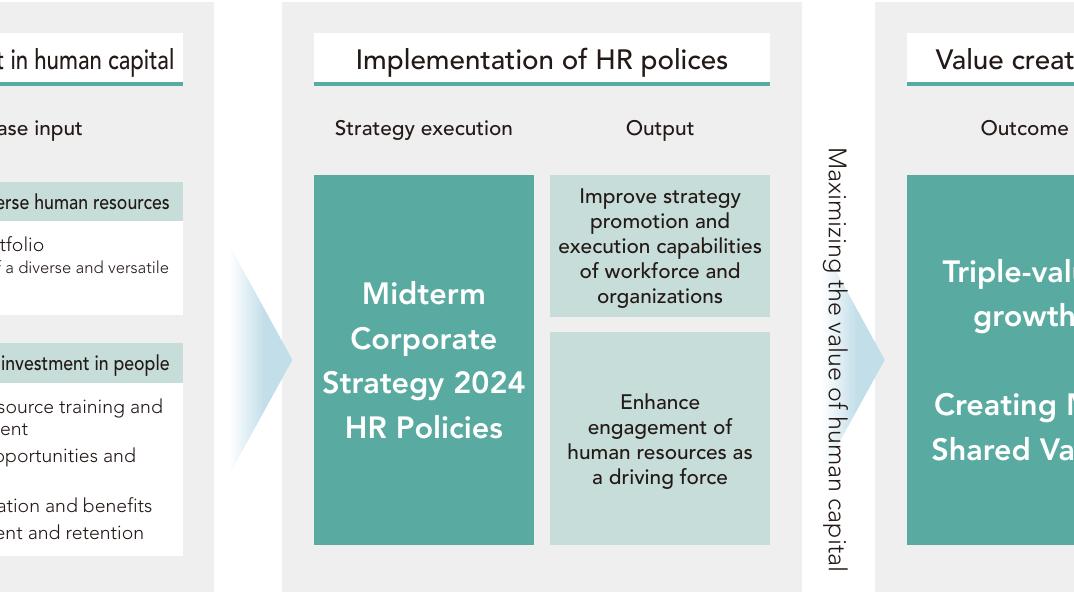 t in human capital
ase input
erse human resources
tfolio
f a diverse and versatile
investment in people
source training and
ent
pportunities and
ation and benefits
ent and retention
Implementation of HR polices
Strategy execution
Output
Midterm
Corporate
Strategy 2024
HR Policies
Improve strategy
promotion and
execution capabilities
of workforce and
organizations
Enhance
engagement of
human resources as
a driving force
Maximizing the value of human capital
Value creat
Outcome
Triple-val
growth
Creating
Shared Va